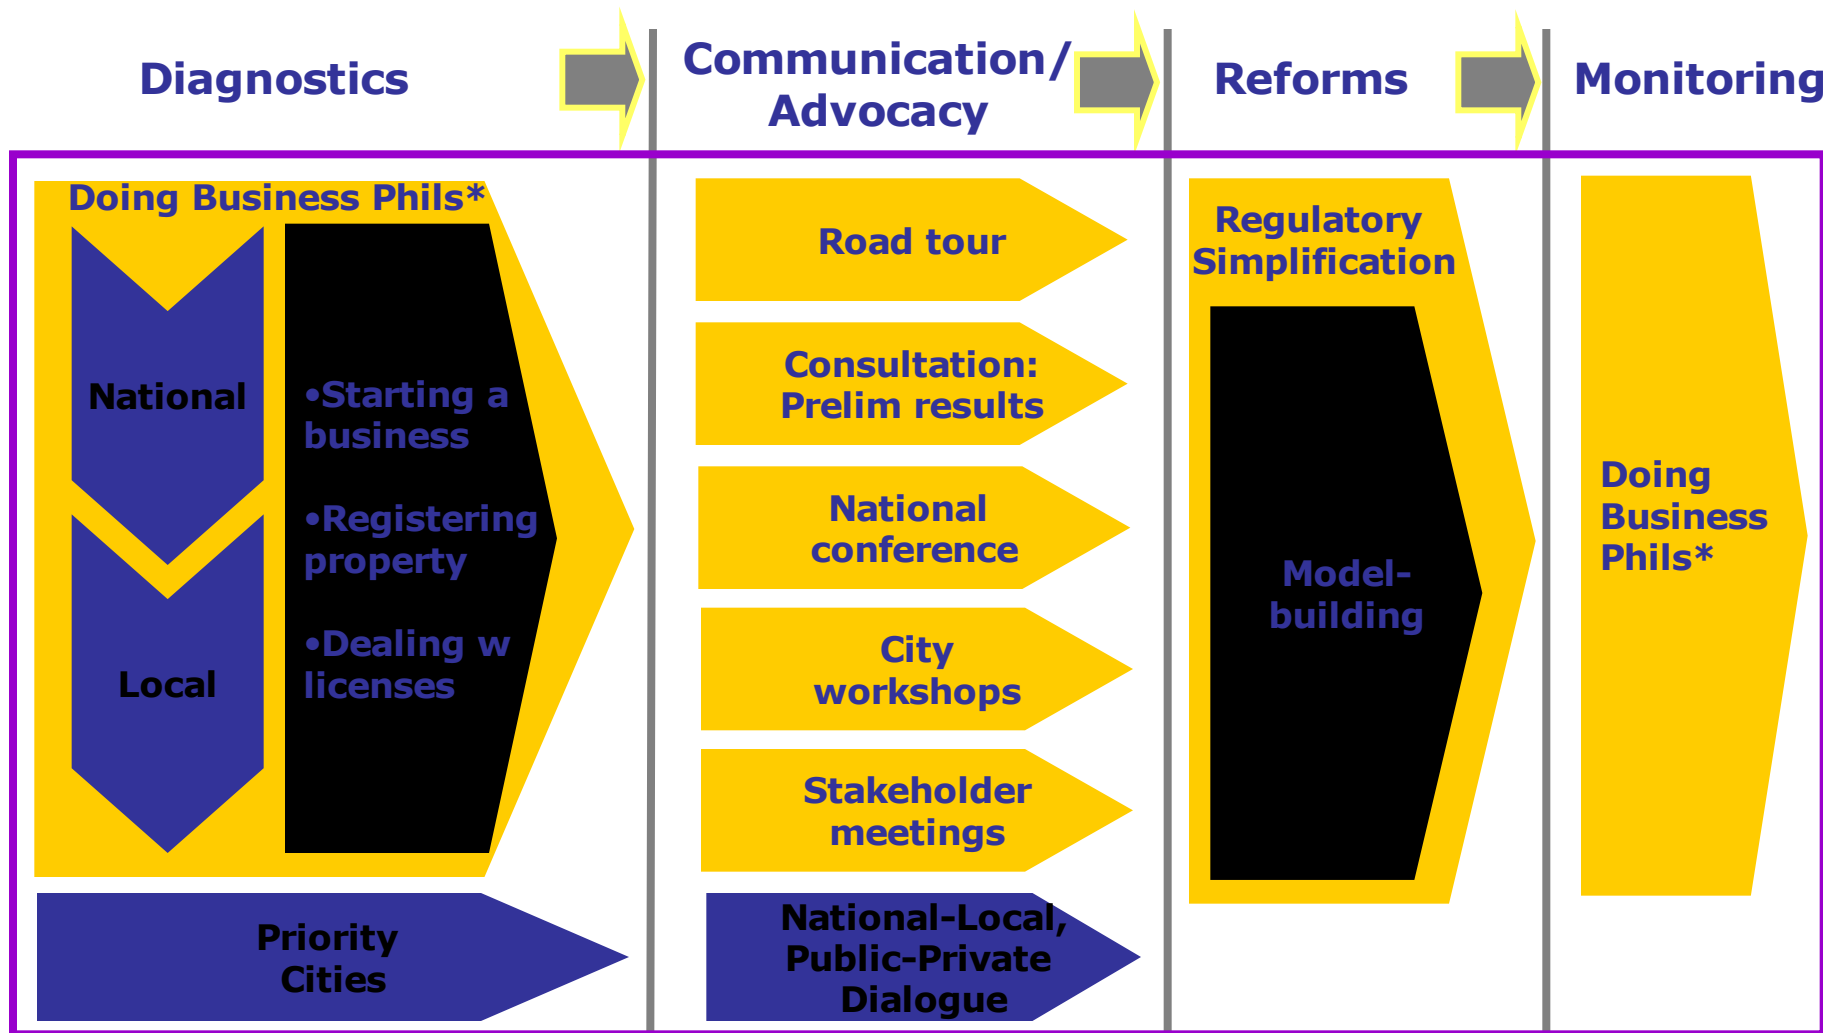 Diagnostics
Communication/
Advocacy
Reforms
Monitoring
Doing Business Phils*
National
Local
•Starting a
business
•Registering
property
•Dealing w
licenses
Priority
Cities
Road tour
Consultation:
Prelim results
National
conference
City
workshops
Stakeholder
meetings
National-Local,
Public-Private
Dialogue
Regulatory
Simplification
Model-
building
Doing
Business
Phils*